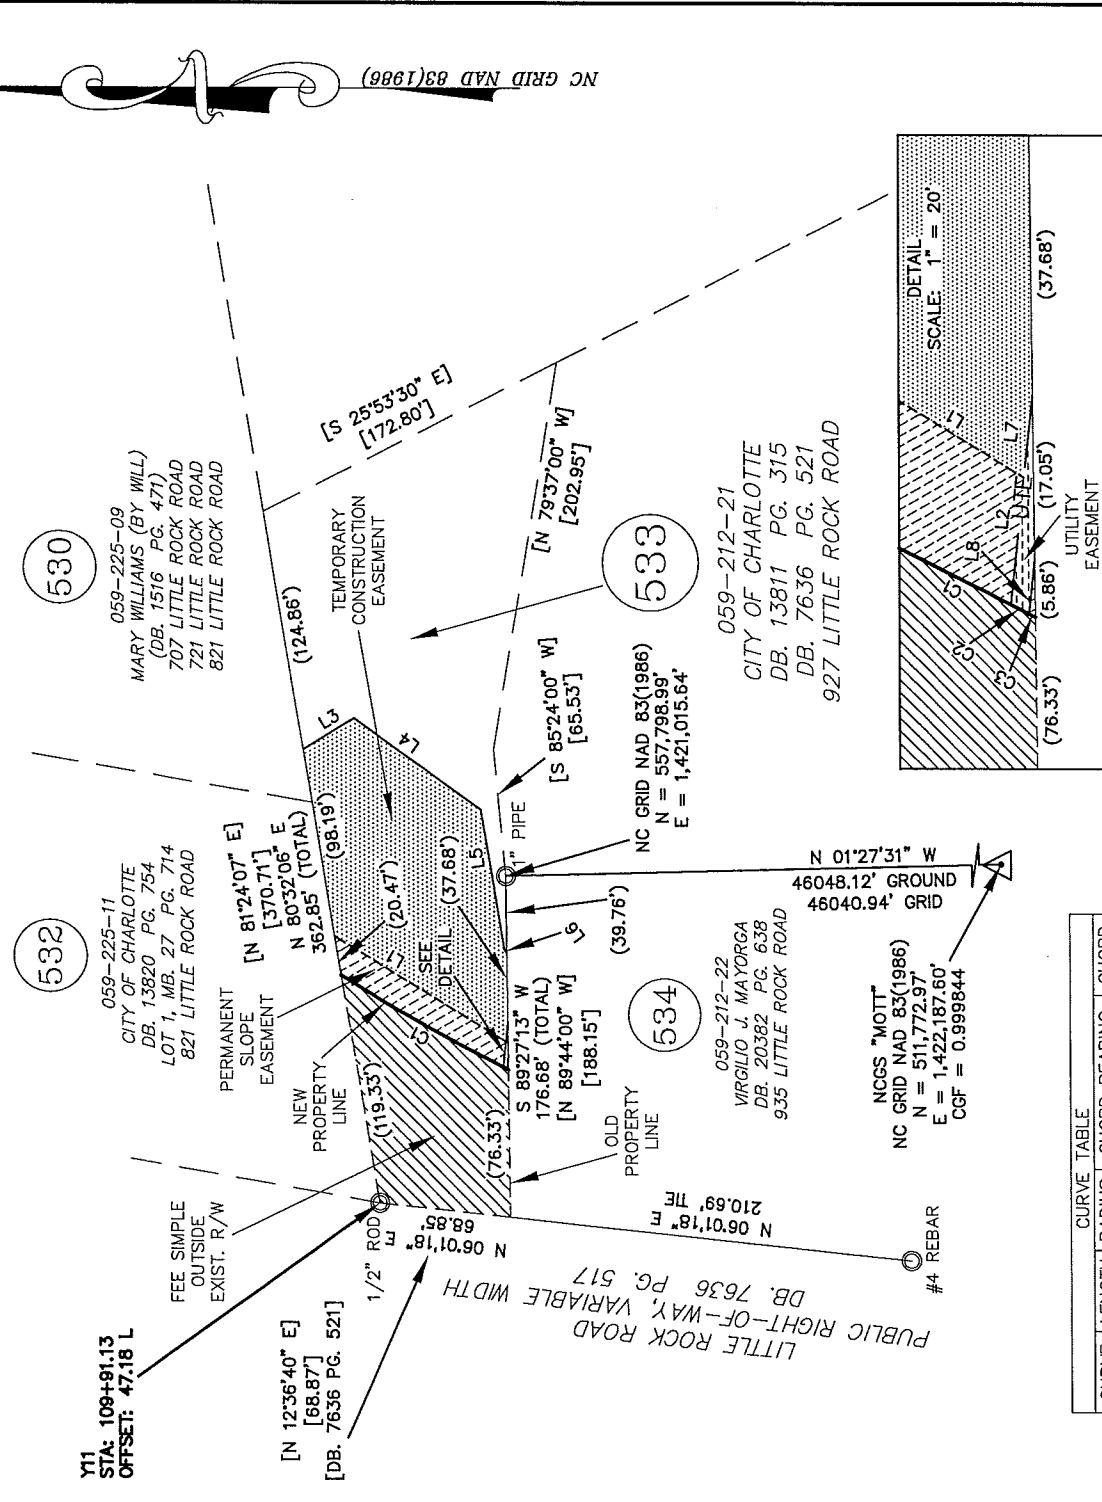 NC GRID NAD 83(1986)
530
059-225-09
MARY WILLIAMS (BY WILL)
(DB. 1516 PG. 471)
707 LITTLE ROCK ROAD
721 LITTLE ROCK ROAD
821 LITTLE ROCK ROAD
532
059-225-11
CITY OF CHARLOTTE
DB. 13820 PG. 754
LOT 1, MB. 27 PG. 714
821 LITTLE ROCK ROAD
[S 25°53'30" E]
[172.80']
(124.86')
TEMPORARY
CONSTRUCTION
EASEMENT
[N 79°37'00" W]
[202.95']
533
059-212-21
CITY OF CHARLOTTE
DB. 13811 PG. 315
DB. 7636 PG. 521
927 LITTLE ROCK ROAD
[S 85°24'00" W]
[65.53']
L3
L4
L5
L6
L1
C1
(98.19')
[N 81°24'07" E]
[370.71']
N 80°32'06" E
362.85' (TOTAL)
(20.47')
(37.68')
SEE
DETAIL
(39.76')
1" PIPE
NC GRID NAD 83(1986)
N = 557,798.99'
E = 1,421,015.64'
PERMANENT
SLOPE
EASEMENT
NEW
PROPERTY
LINE
(119.33')
(76.33')
S 89°27'13" W
176.68' (TOTAL)
[N 89°44'00" W]
[188.15']
OLD
PROPERTY
LINE
534
059-212-22
VIRGILIO J. MAYORGA
DB. 20382 PG. 638
935 LITTLE ROCK ROAD
N 01°27'31" W
46048.12' GROUND
46040.94' GRID
NCGS "MOTT"
NC GRID NAD 83(1986)
N = 511,772.97'
E = 1,422,187.60'
CGF = 0.999844
FEE SIMPLE
OUTSIDE
EXIST. R/W
1/2" ROD
N 06°01'18" E
68.85'
N 06°01'18" E
210.69' TIE
#4 REBAR
Y11
STA: 109+91.13
OFFSET: 47.18 L
[N 12°36'40" E]
[68.87']
[DB. 7636 PG. 521]
LITTLE ROCK ROAD
PUBLIC RIGHT-OF-WAY, VARIABLE WIDTH
DB. 7636 PG. 517
DETAIL
SCALE: 1" = 20'
L1
L7
L2
L8
C1
C2
C3
(76.33')
(5.86')
(17.05')
(37.68')
UTILITY
EASEMENT
CURVE TABLE